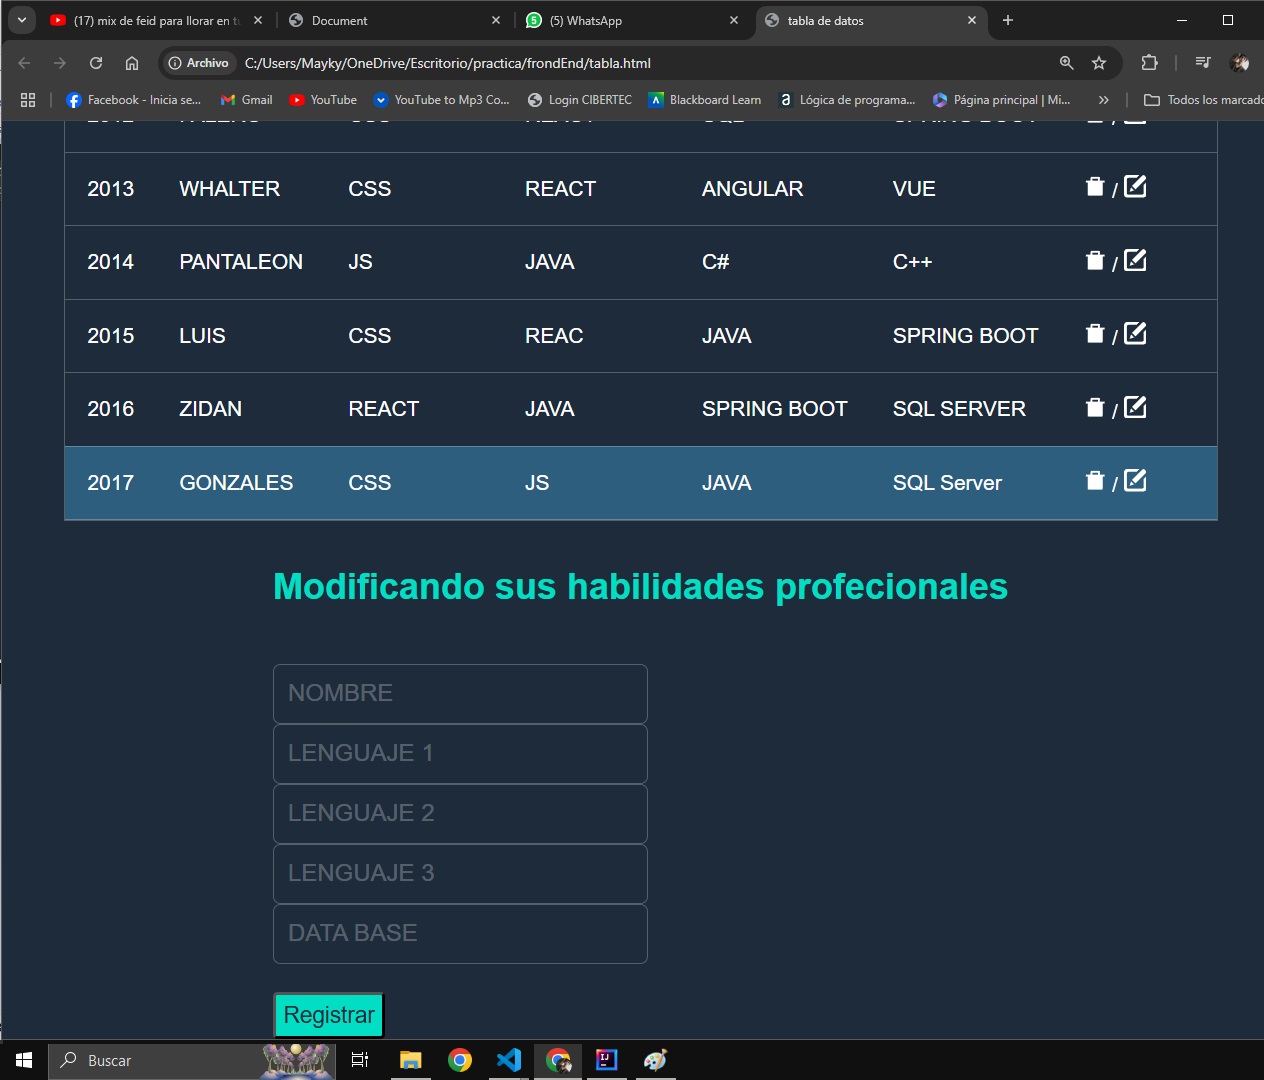 (17) mix de feid para llorar en tu
Document
(5) WhatsApp
tabla de datos
Archivo C:/Users/Mayky/OneDrive/Escritorio/practica/frondEnd/tabla.html
Facebook - Inicia se... Gmail YouTube YouTube to Mp3 Co... Login CIBERTEC Blackboard Learn Lógica de programa... Página principal | Mi... » Todos los marcado
2013 WHALTER CSS REACT ANGULAR VUE /
2014 PANTALEON JS JAVA C# C++ /
2015 LUIS CSS REAC JAVA SPRING BOOT /
2016 ZIDAN REACT JAVA SPRING BOOT SQL SERVER /
2017 GONZALES CSS JS JAVA SQL Server /
Modificando sus habilidades profecionales
NOMBRE
LENGUAJE 1
LENGUAJE 2
LENGUAJE 3
DATA BASE
Registrar
Buscar